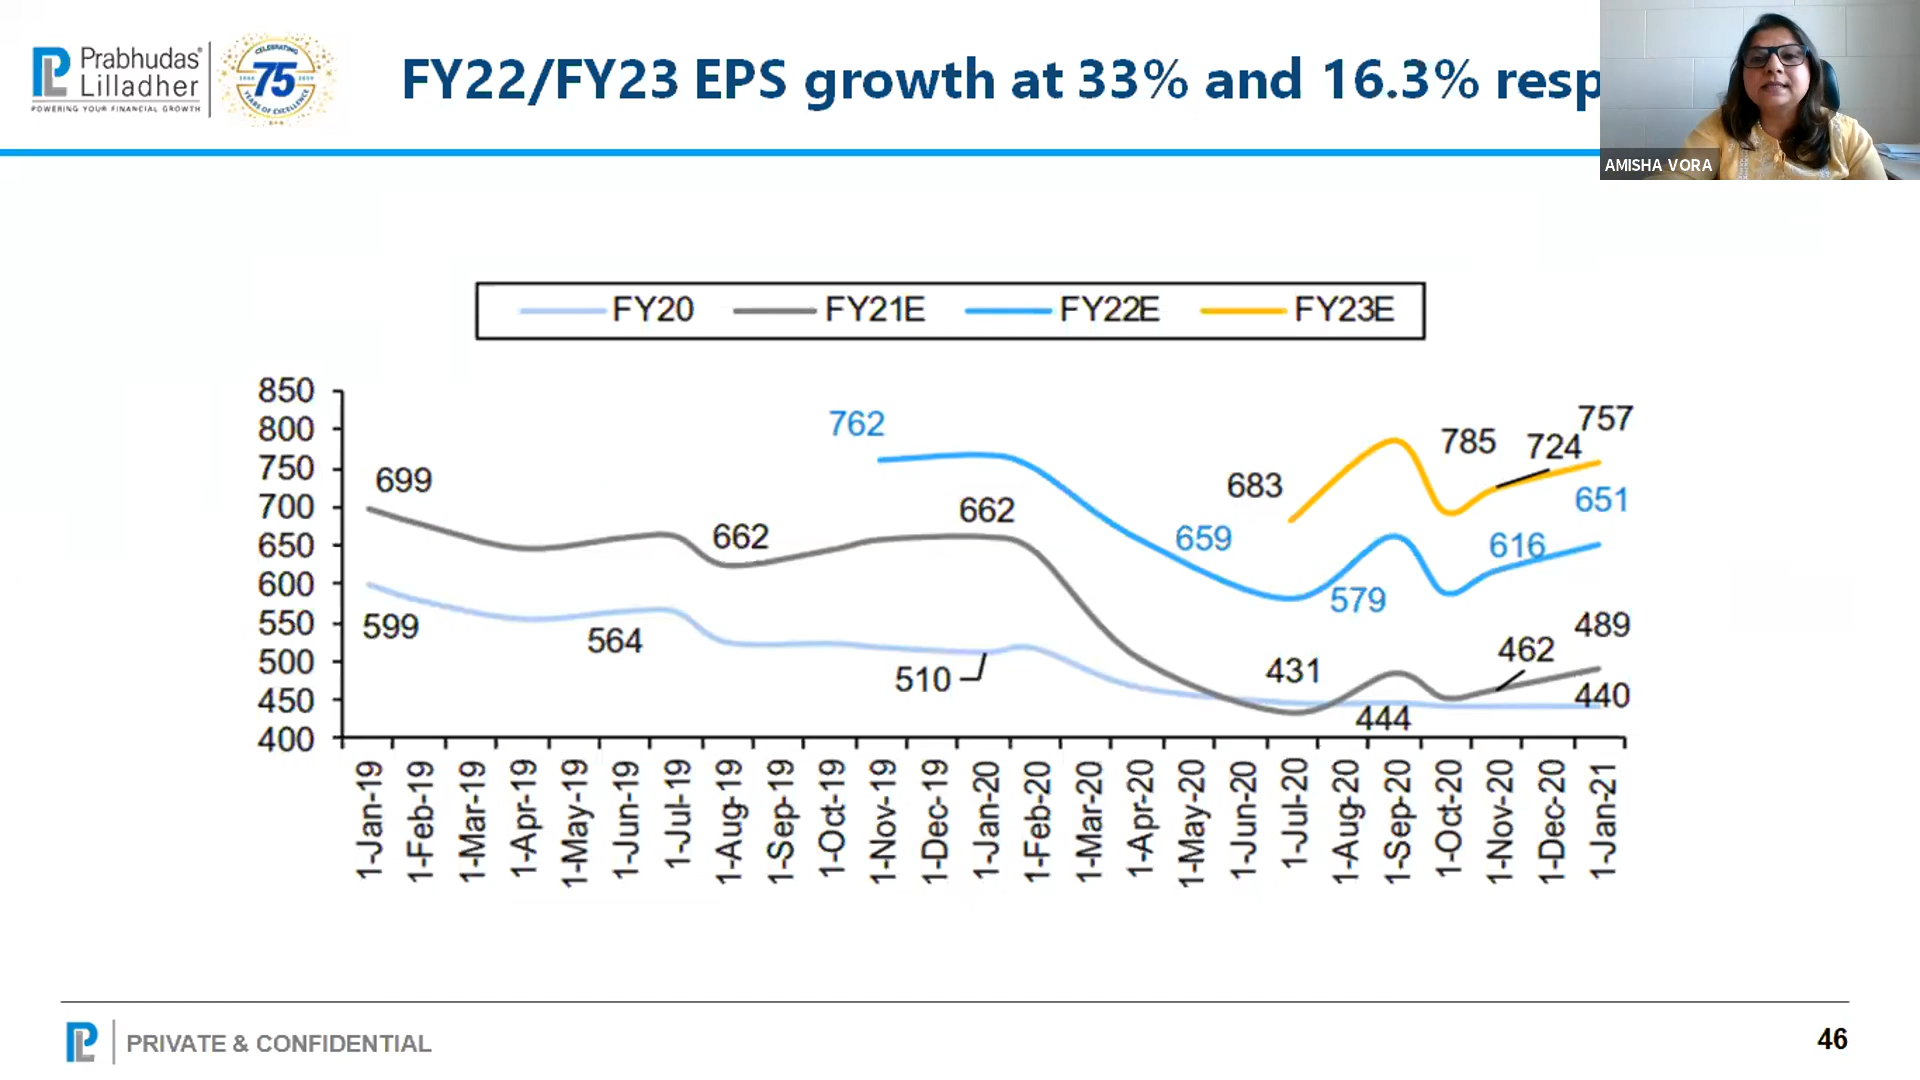 Prabhudas
Lilladher
POWERING YOUR FINANCIAL GROWTH
CELEBRATING
75
YEARS OF EXCELLENCE
FY22/FY23 EPS growth at 33% and 16.3% resp
AMISHA VORA
FY20 FY21E FY22E FY23E
850
800
750
700
650
600
550
500
450
400
699
662
662
599
564
510
431
444
462
489
440
762
659
579
616
651
683
785
724
757
1-Jan-19
1-Feb-19
1-Mar-19
1-Apr-19
1-May-19
1-Jun-19
1-Jul-19
1-Aug-19
1-Sep-19
1-Oct-19
1-Nov-19
1-Dec-19
1-Jan-20
1-Feb-20
1-Mar-20
1-Apr-20
1-May-20
1-Jun-20
1-Jul-20
1-Aug-20
1-Sep-20
1-Oct-20
1-Nov-20
1-Dec-20
1-Jan-21
PRIVATE & CONFIDENTIAL
46